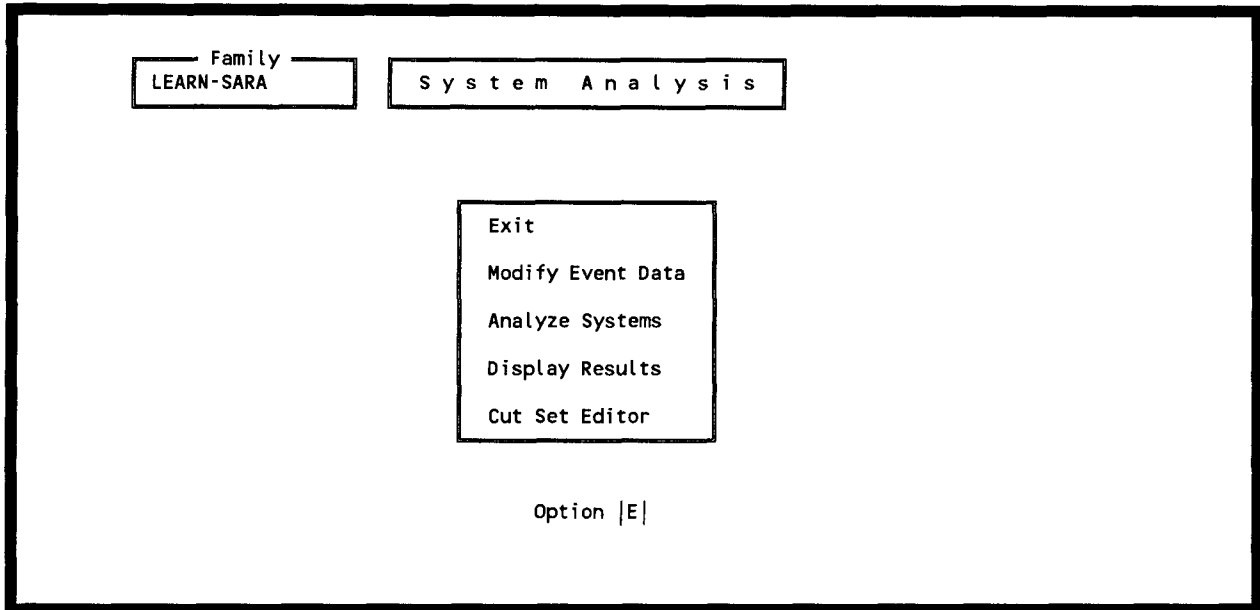 Family
LEARN-SARA
System Analysis
Exit
Modify Event Data
Analyze Systems
Display Results
Cut Set Editor
Option |E|